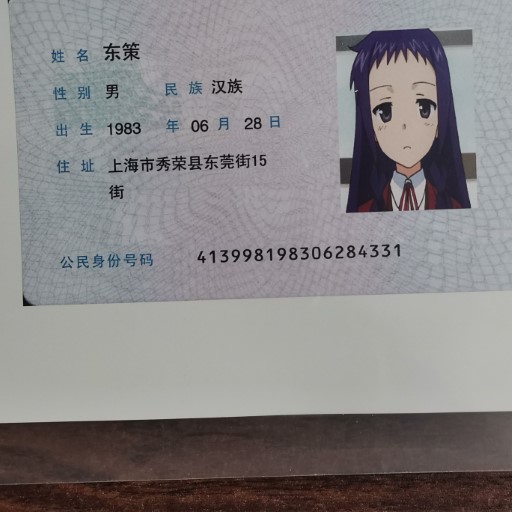 姓名 东策
性别 男 民族 汉族
出生 1983 年 06 月 28 日
住址 上海市秀荣县东莞街15
街
公民身份号码 413998198306284331